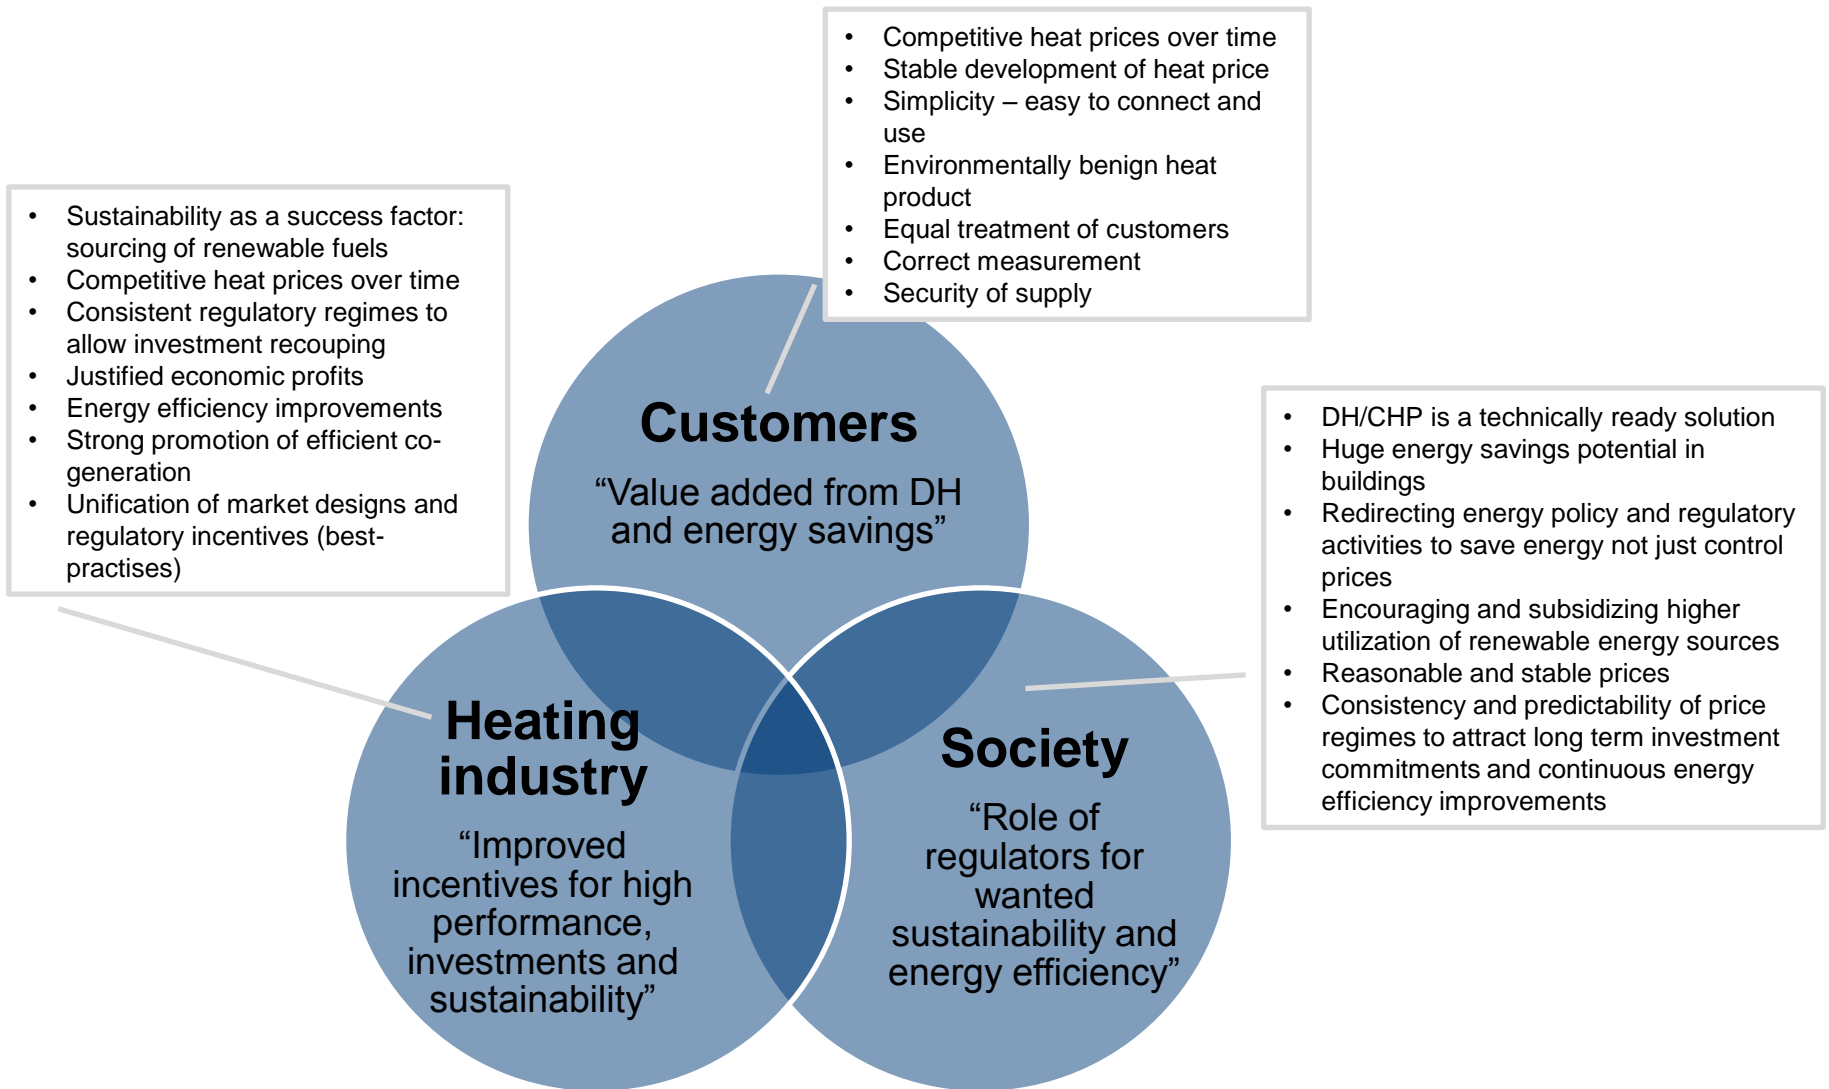 • Competitive heat prices over time
• Stable development of heat price
• Simplicity – easy to connect and
use
• Environmentally benign heat
product
• Equal treatment of customers
• Correct measurement
• Security of supply
• Sustainability as a success factor:
sourcing of renewable fuels
• Competitive heat prices over time
• Consistent regulatory regimes to
allow investment recouping
• Justified economic profits
• Energy efficiency improvements
• Strong promotion of efficient co-
generation
• Unification of market designs and
regulatory incentives (best-
practises)
Customers
“Value added from DH
and energy savings”
• DH/CHP is a technically ready solution
• Huge energy savings potential in
buildings
• Redirecting energy policy and regulatory
activities to save energy not just control
prices
• Encouraging and subsidizing higher
utilization of renewable energy sources
• Reasonable and stable prices
• Consistency and predictability of price
regimes to attract long term investment
commitments and continuous energy
efficiency improvements
Heating
industry
“Improved
incentives for high
performance,
investments and
sustainability”
Society
“Role of
regulators for
wanted
sustainability and
energy efficiency”